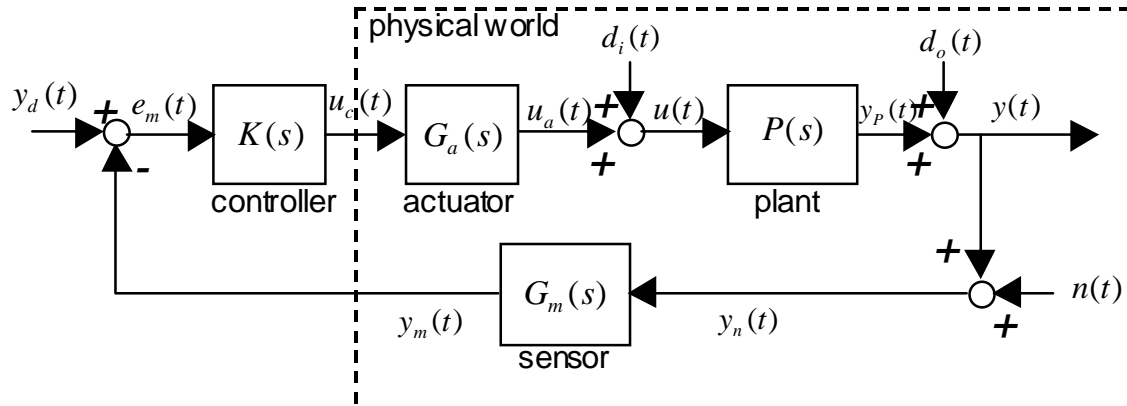 physical world
d_i(t)
d_o(t)
y_d(t)
+
e_m(t)
u_c(t)
u_a(t)
+
u(t)
y_P(t)
+
y(t)
K(s)
G_a(s)
P(s)
-
+
+
controller
actuator
plant
+
G_m(s)
n(t)
y_m(t)
y_n(t)
+
sensor